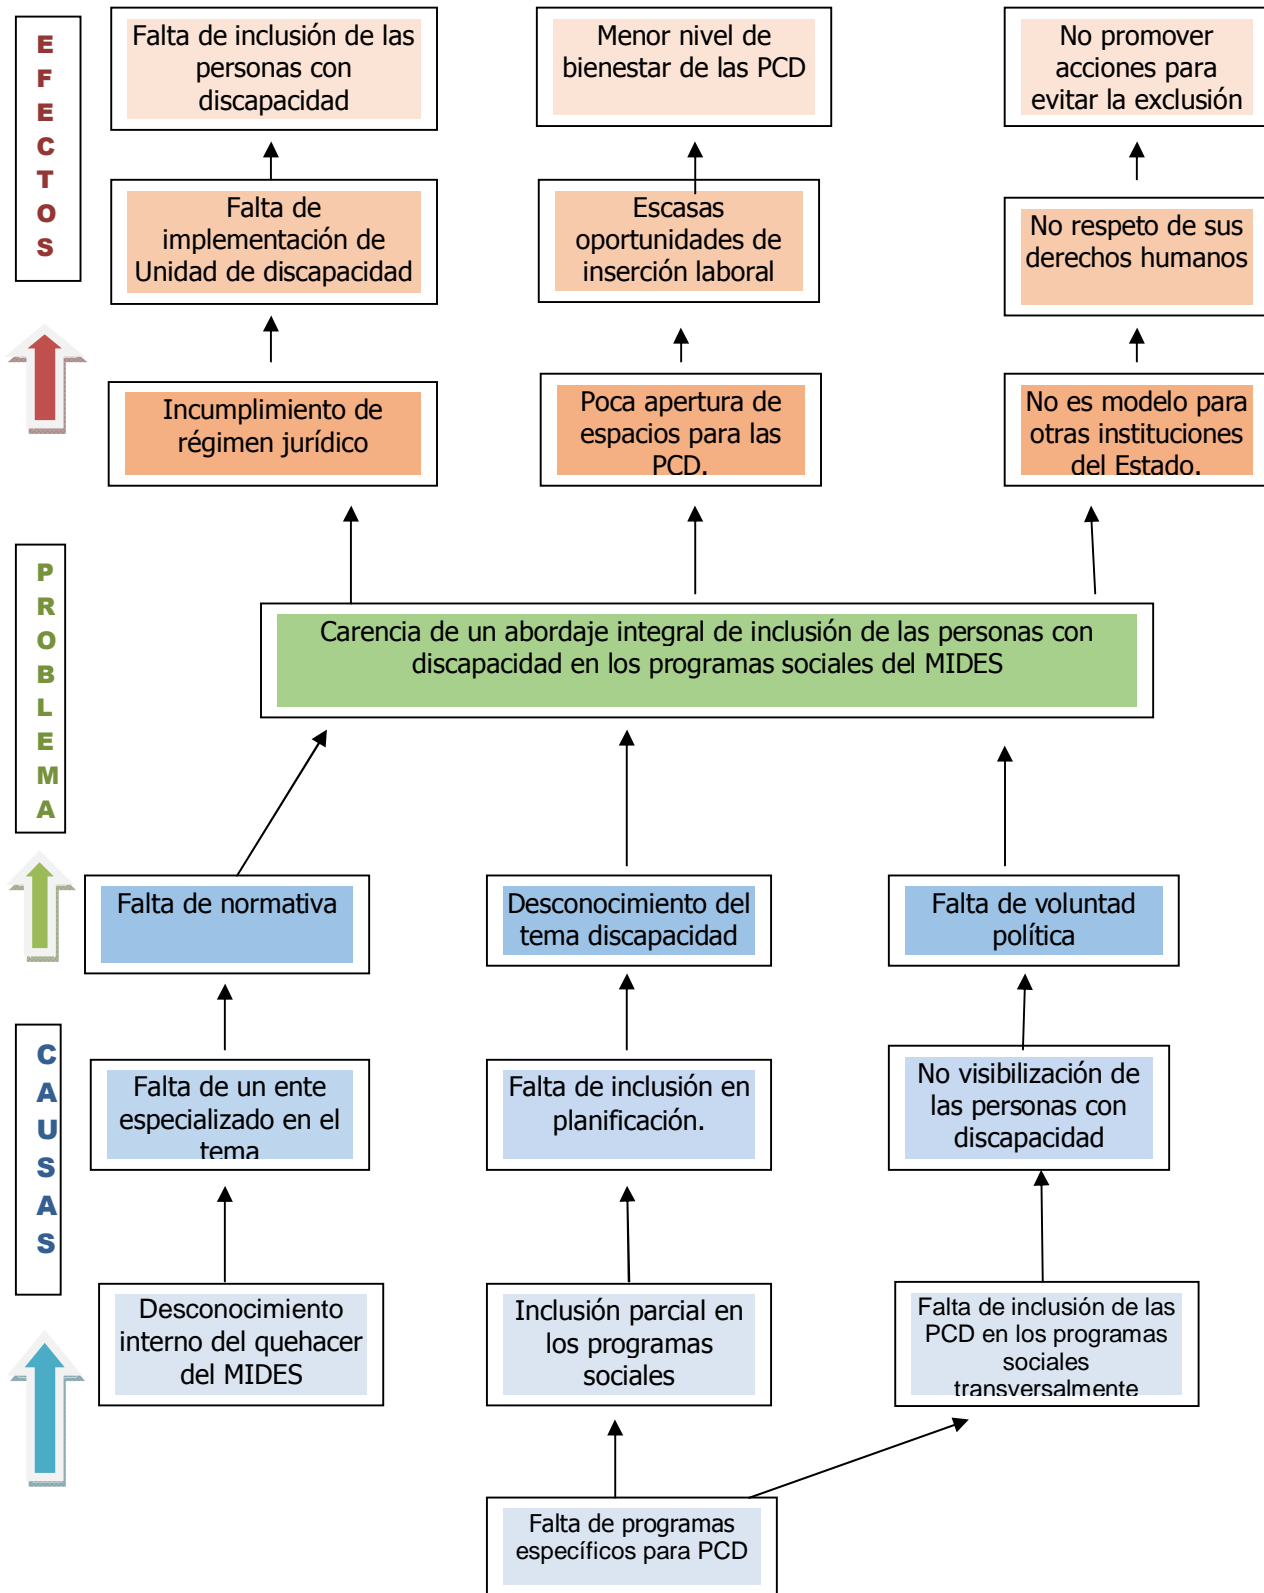 EFECTOS
Falta de inclusión de las
personas con
discapacidad
Menor nivel de
bienestar de las PCD
No promover
acciones para
evitar la exclusión
Falta de
implementación de
Unidad de discapacidad
Escasas
oportunidades de
inserción laboral
No respeto de sus
derechos humanos
Incumplimiento de
régimen jurídico
Poca apertura de
espacios para las
PCD.
No es modelo para
otras instituciones
del Estado.
PROBLEMA
Carencia de un abordaje integral de inclusión de las personas con
discapacidad en los programas sociales del MIDES
Falta de normativa
Desconocimiento del
tema discapacidad
Falta de voluntad
política
CAUSAS
Falta de un ente
especializado en el
tema
Falta de inclusión en
planificación.
No visibilización de
las personas con
discapacidad
Desconocimiento
interno del quehacer
del MIDES
Inclusión parcial en
los programas
sociales
Falta de inclusión de las
PCD en los programas
sociales
transversalmente
Falta de programas
específicos para PCD